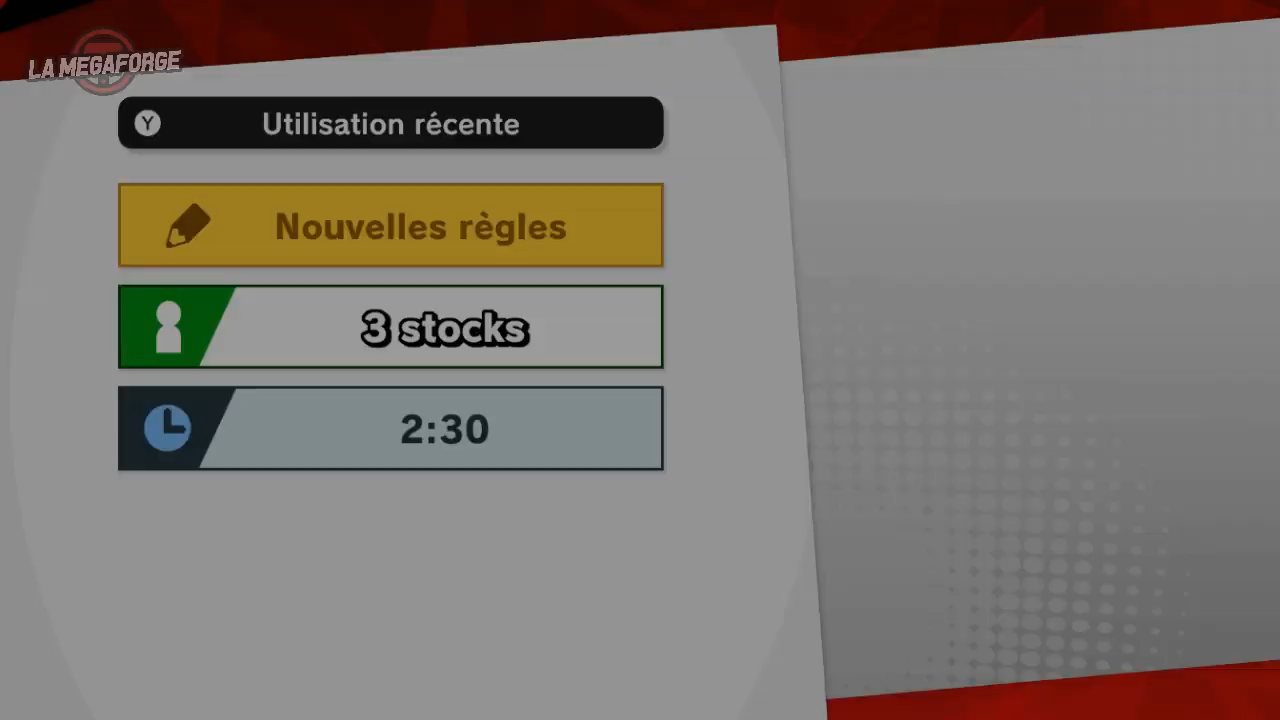 LA MEGAFORGE
Y Utilisation récente
Nouvelles règles
3 stocks
2:30